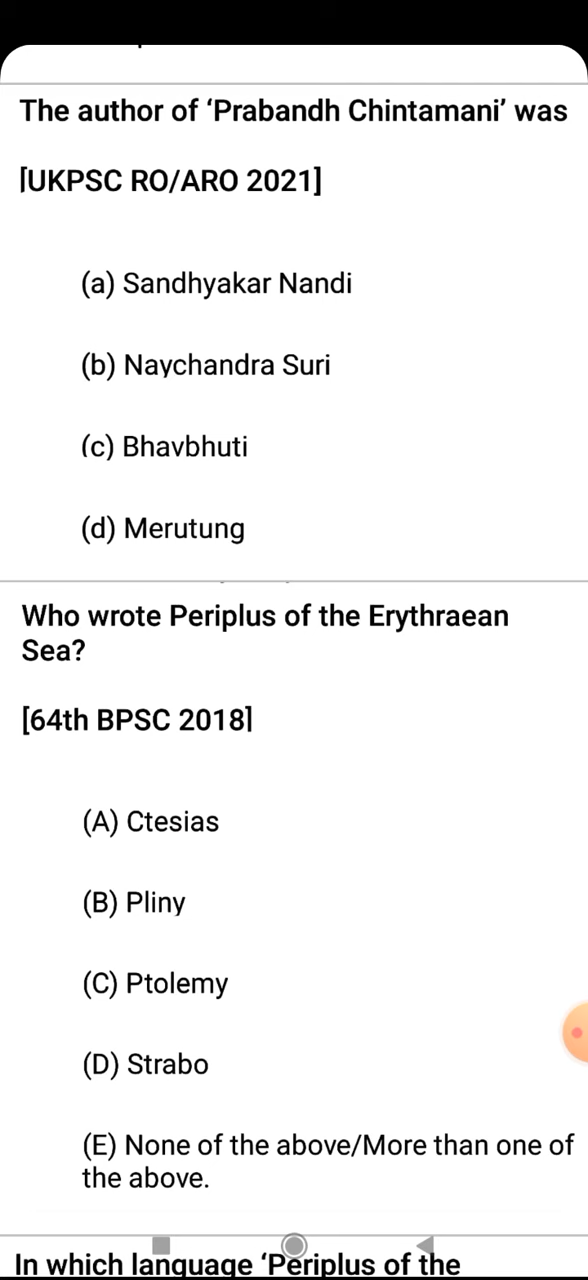 The author of ‘Prabandh Chintamani’ was
[UKPSC RO/ARO 2021]
(a) Sandhyakar Nandi
(b) Naychandra Suri
(c) Bhavbhuti
(d) Merutung
Who wrote Periplus of the Erythraean
Sea?
[64th BPSC 2018]
(A) Ctesias
(B) Pliny
(C) Ptolemy
(D) Strabo
(E) None of the above/More than one of
the above.
In which language ‘Periplus of the